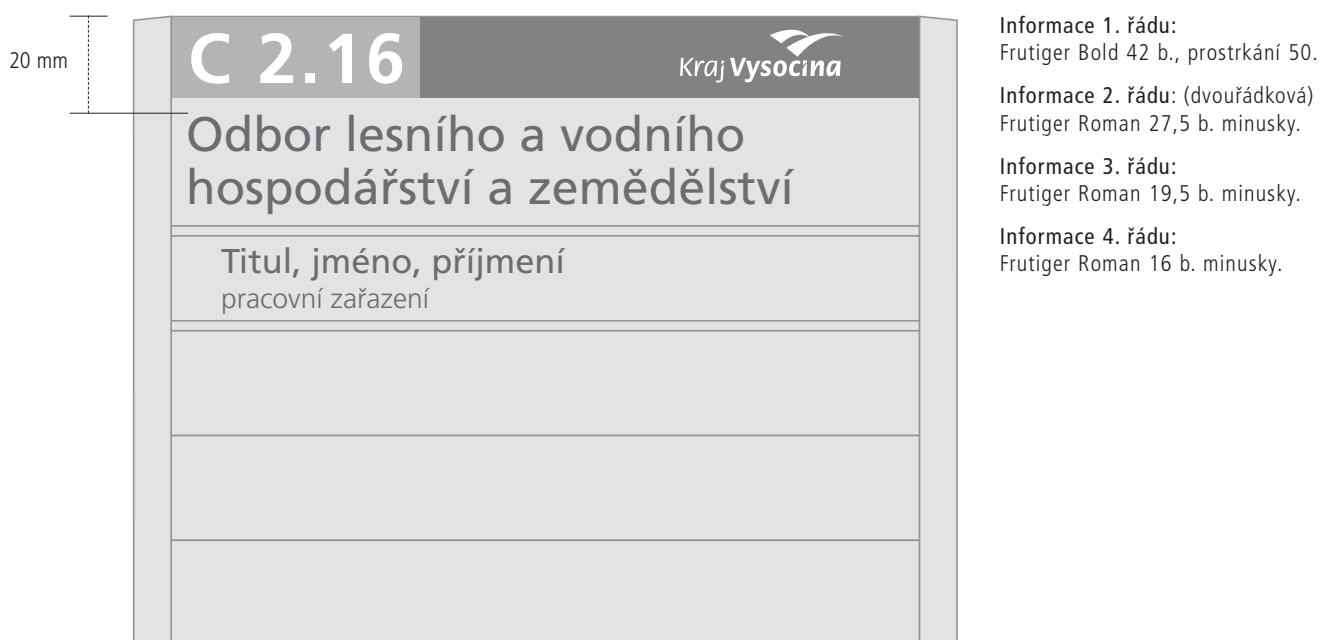 20 mm
C 2.16
Kraj Vysočina
Odbor lesního a vodního
hospodářství a zemědělství
Titul, jméno, příjmení
pracovní zařazení
Informace 1. řádu:
Frutiger Bold 42 b., prostrkání 50.
Informace 2. řádu: (dvouřádková)
Frutiger Roman 27,5 b. minusky.
Informace 3. řádu:
Frutiger Roman 19,5 b. minusky.
Informace 4. řádu:
Frutiger Roman 16 b. minusky.